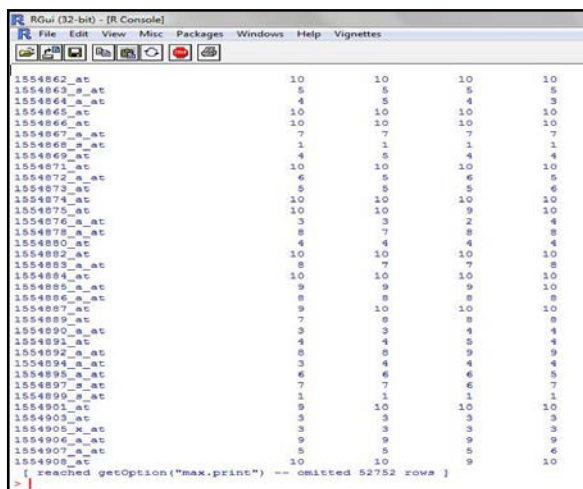 RGui (32-bit) - [R Console]
File Edit View Misc Packages Windows Help Vignettes
STOP
1554862_at 10 10 10 10
1554863_s_at 5 5 5 5
1554864_a_at 4 5 4 3
1554865_at 10 10 10 10
1554866_at 10 10 10 10
1554867_a_at 7 7 7 7
1554868_s_at 1 1 1 1
1554869_at 4 5 4 4
1554871_at 10 10 10 10
1554872_a_at 6 5 6 5
1554873_at 5 5 5 6
1554874_at 10 10 10 10
1554875_at 10 10 9 10
1554876_a_at 3 3 2 4
1554878_a_at 8 7 8 8
1554880_at 4 4 4 4
1554882_at 10 10 10 10
1554883_a_at 8 7 7 8
1554884_at 10 10 10 10
1554885_a_at 9 9 9 10
1554886_a_at 8 8 8 8
1554887_at 9 10 10 10
1554889_at 7 8 8 8
1554890_a_at 3 3 4 4
1554891_at 4 4 5 4
1554892_a_at 8 8 9 9
1554894_a_at 3 4 4 4
1554895_a_at 6 6 6 5
1554897_s_at 7 7 6 7
1554899_s_at 1 1 1 1
1554901_at 9 10 10 10
1554903_at 3 3 3 3
1554905_x_at 3 3 3 3
1554906_a_at 9 9 9 9
1554907_a_at 5 5 5 6
1554908_at 10 10 9 10
[ reached getOption("max.print") -- omitted 52752 rows ]
>